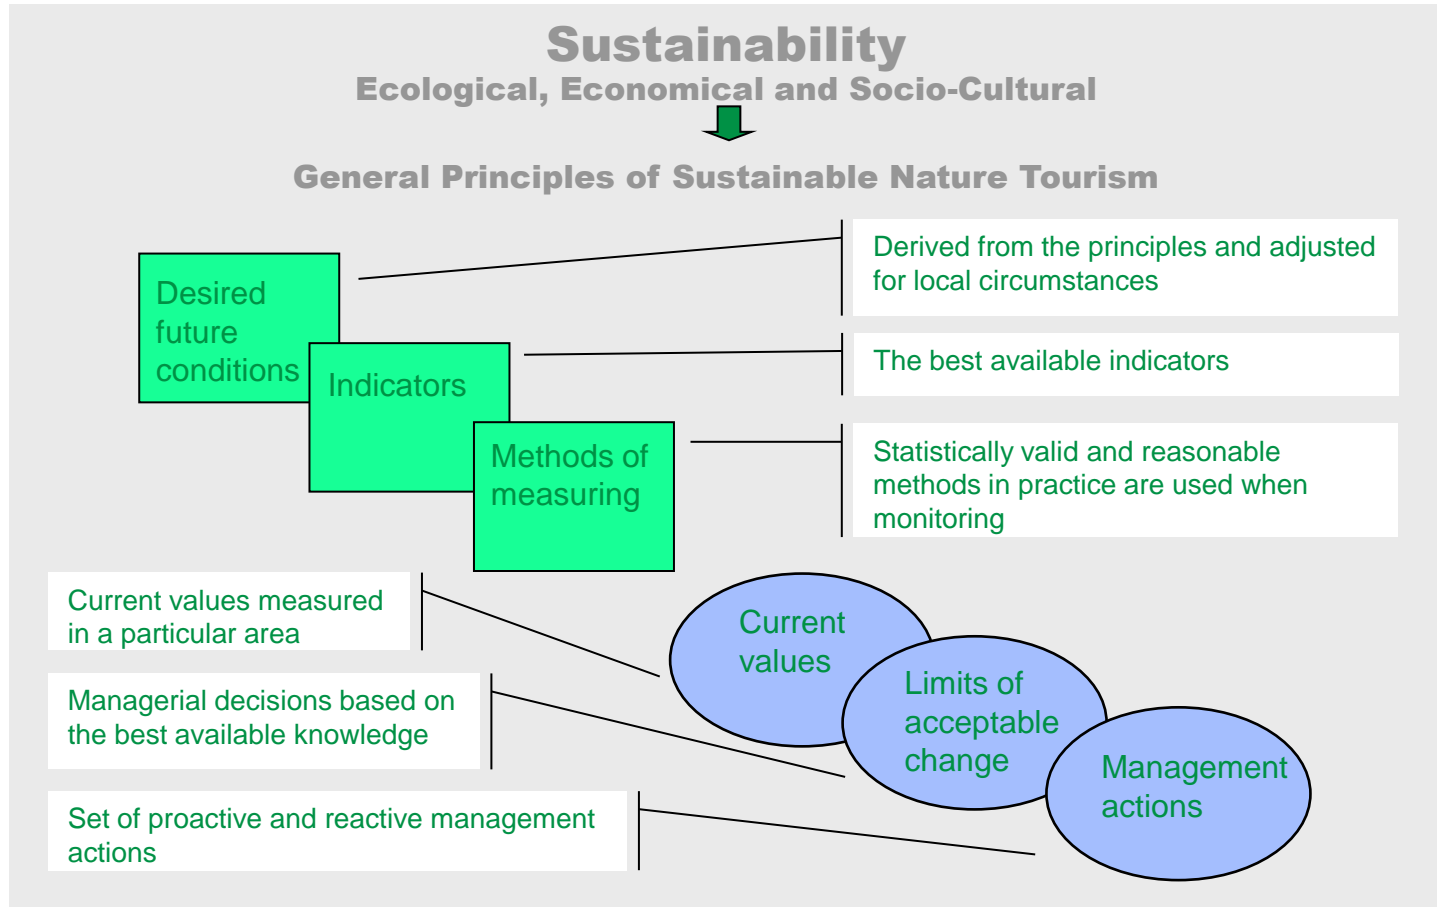 Sustainability
Ecological, Economical and Socio-Cultural
General Principles of Sustainable Nature Tourism
Desired
future
conditions
Indicators
Methods of
measuring
Derived from the principles and adjusted
for local circumstances
The best available indicators
Statistically valid and reasonable
methods in practice are used when
monitoring
Current values measured
in a particular area
Managerial decisions based on
the best available knowledge
Set of proactive and reactive management
actions
Current
values
Limits of
acceptable
change
Management
actions